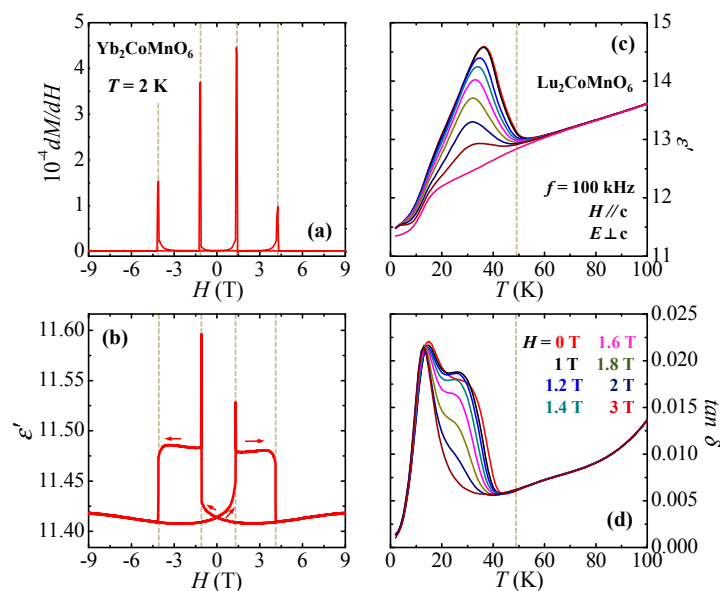 Yb₂CoMnO₆
T = 2 K
10⁻⁴dM/dH
5
4
3
2
1
0
(a)
-9 -6 -3 0 3 6 9
H (T)
(c)
Lu₂CoMnO₆
f = 100 kHz
H // c
E ⊥ c
15
14
13
12
11
ε'
0 20 40 60 80 100
T (K)
(b)
ε'
11.60
11.55
11.50
11.45
11.40
-9 -6 -3 0 3 6 9
H (T)
H = 0 T 1.6 T
1 T 1.8 T
1.2 T 2 T
1.4 T 3 T
(d)
0.025
0.020
0.015
0.010
0.005
0.000
tan δ
0 20 40 60 80 100
T (K)